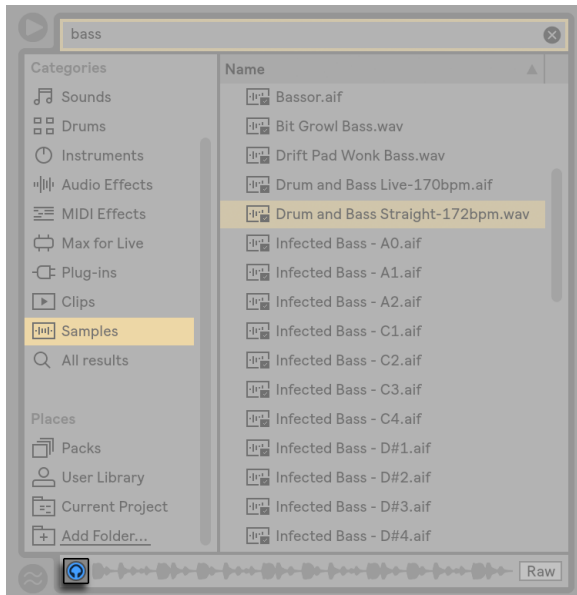 bass
Categories
Sounds
Drums
Instruments
Audio Effects
MIDI Effects
Max for Live
Plug-ins
Clips
Samples
All results
Places
Packs
User Library
Current Project
Add Folder...
Name
Bassor.aif
Bit Growl Bass.wav
Drift Pad Wonk Bass.wav
Drum and Bass Live-170bpm.aif
Drum and Bass Straight-172bpm.wav
Infected Bass - A0.aif
Infected Bass - A1.aif
Infected Bass - A2.aif
Infected Bass - C1.aif
Infected Bass - C2.aif
Infected Bass - C3.aif
Infected Bass - C4.aif
Infected Bass - D#1.aif
Infected Bass - D#2.aif
Infected Bass - D#3.aif
Infected Bass - D#4.aif
Raw